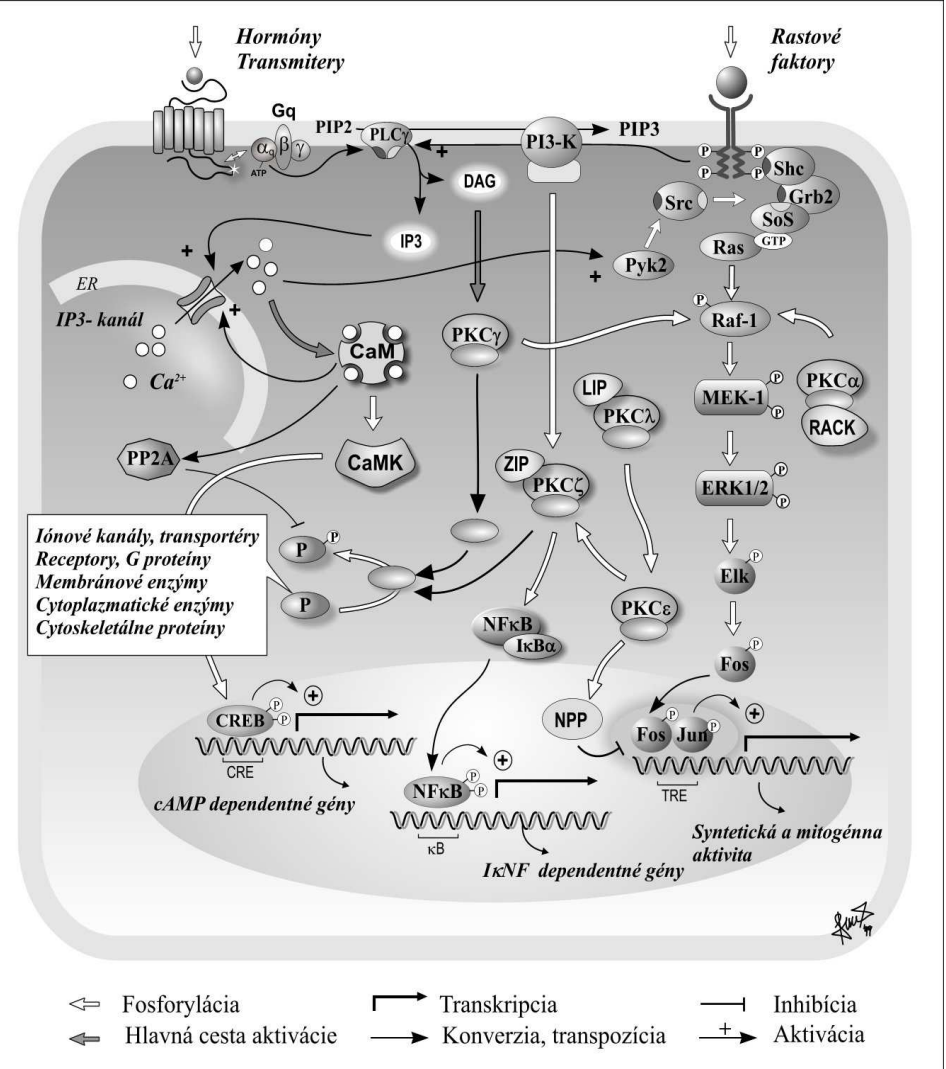 Hormóny
Transmitery
Rastové
faktory
Gq
αq
β
γ
ATP
PIP2
PLCγ
+
PI3-K
PIP3
P
P
P
P
Shc
Grb2
SoS
GTP
Ras
Src
Pyk2
+
DAG
IP3
+
ER
IP3- kanál
+
Ca2+
CaM
CaMK
PP2A
PKCγ
P
Raf-1
MEK-1
P
P
PKCα
RACK
LIP
PKCλ
ZIP
PKCζ
ERK1/2
P
P
Iónové kanály, transportéry
Receptory, G proteíny
Membránové enzýmy
Cytoplazmatické enzýmy
Cytoskeletálne proteíny
P
P
P
Elk
P
PKCε
NFκB
IκBα
Fos
P
CREB
P
P
+
CRE
cAMP dependentné gény
NPP
Fos
P
Jun
P
+
TRE
NFκB
P
P
+
κB
IκNF dependentné gény
Syntetická a mitogénna
aktivita
Fosforylácia
Transkripcia
Inhibícia
Hlavná cesta aktivácie
Konverzia, transpozícia
+
Aktivácia